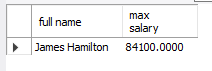 full name max
salary
James Hamilton 84100.0000